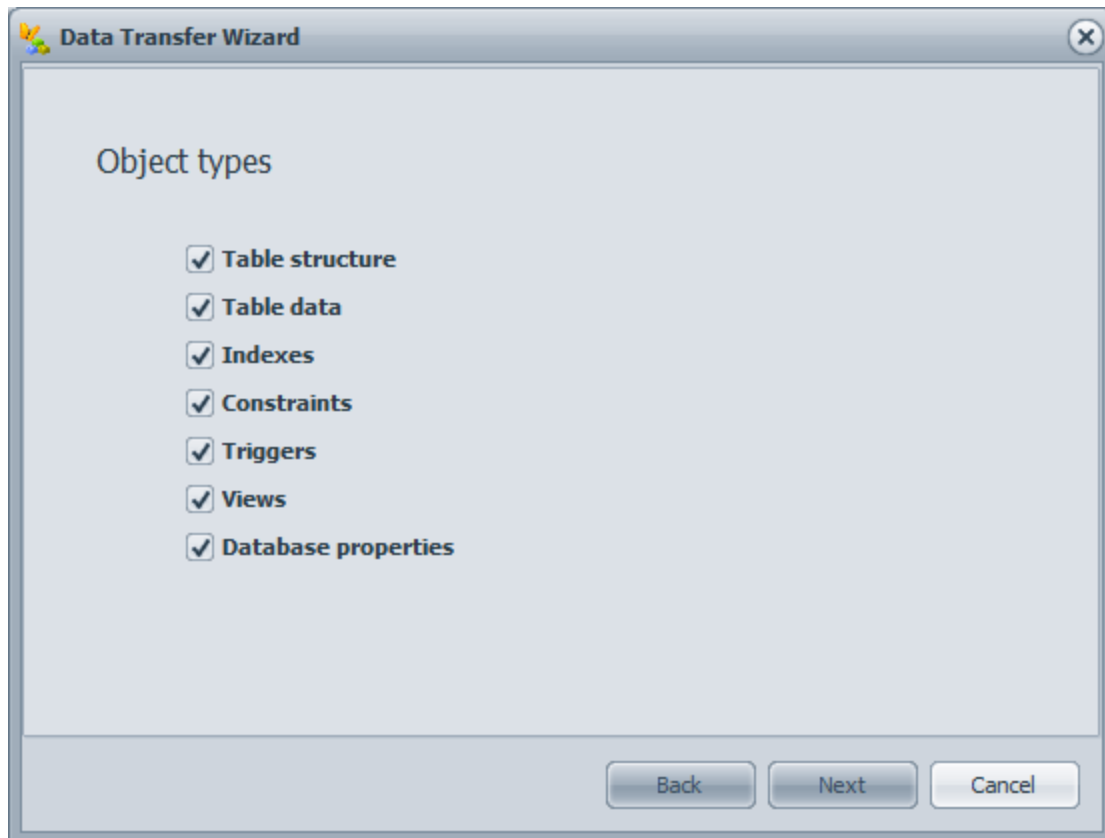 Data Transfer Wizard
Object types
Table structure
Table data
Indexes
Constraints
Triggers
Views
Database properties
Back Next Cancel